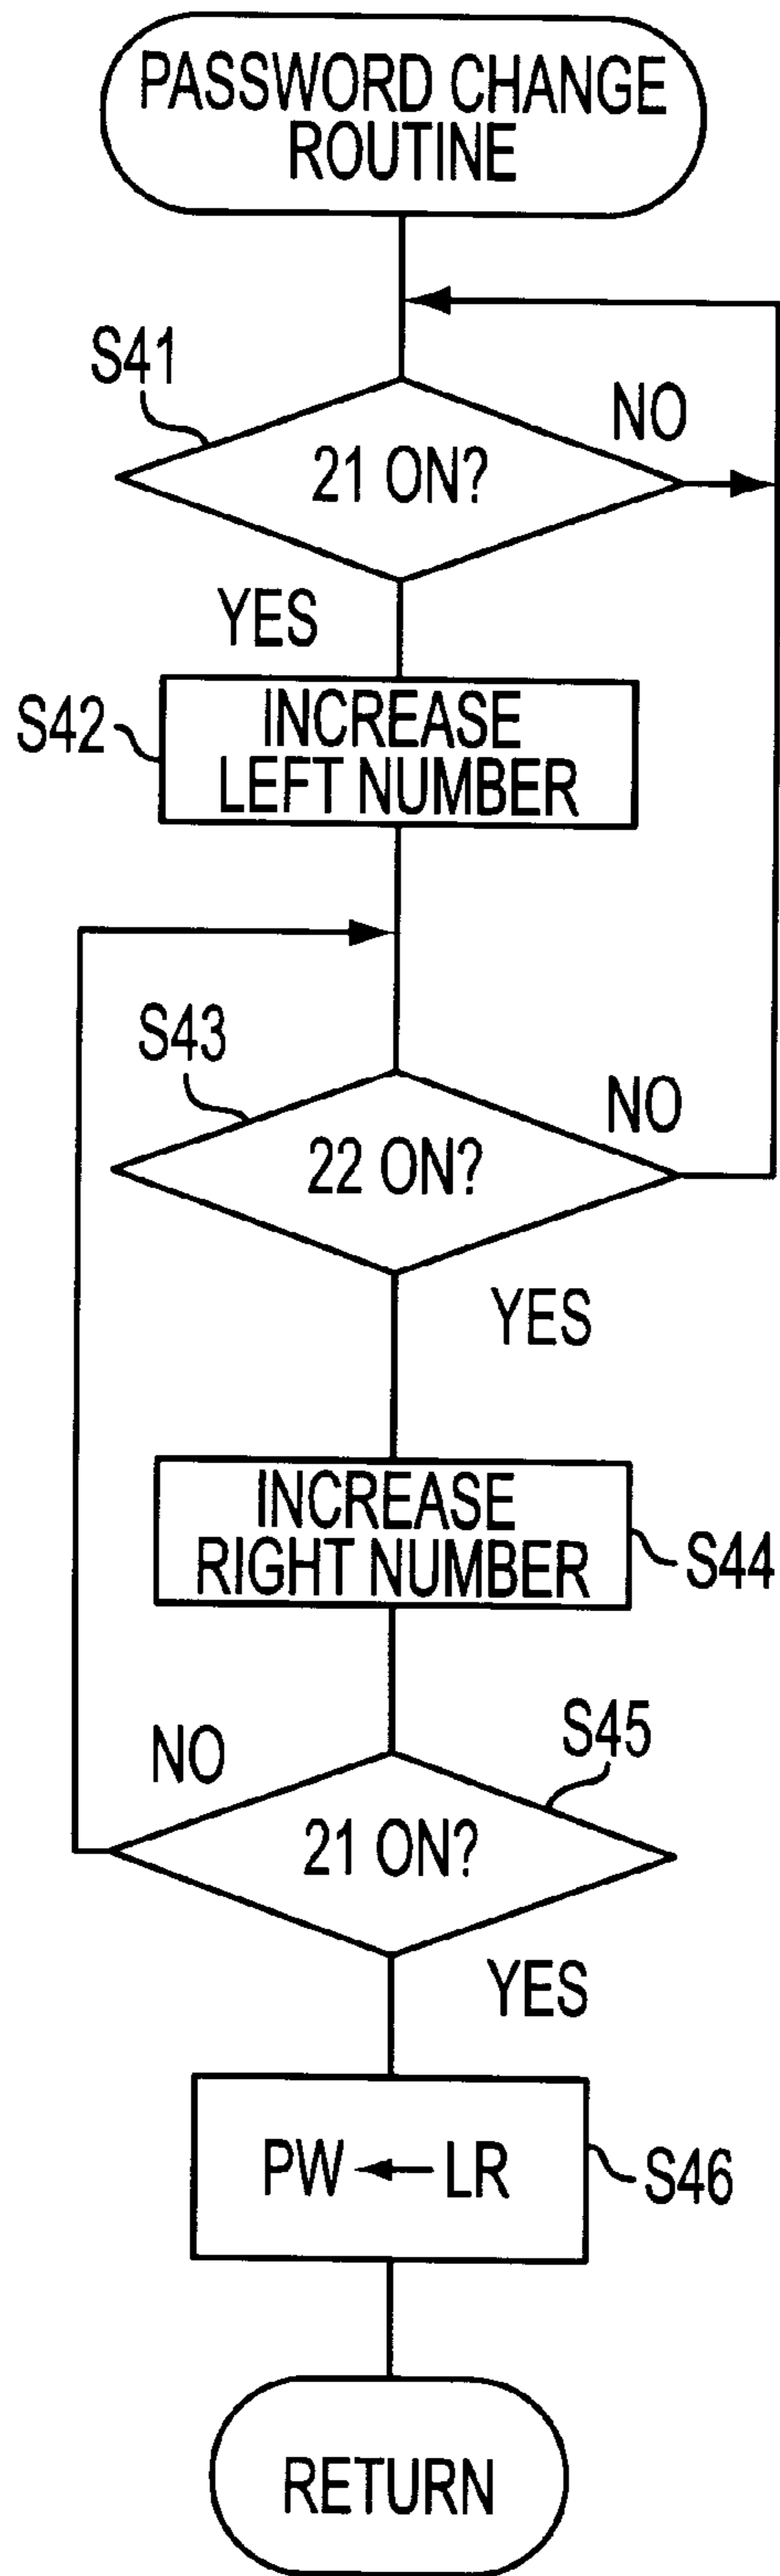 PASSWORD CHANGE
ROUTINE
S41
NO
21 ON?
YES
S42
INCREASE
LEFT NUMBER
S43
NO
22 ON?
YES
INCREASE
RIGHT NUMBER
S44
NO
S45
21 ON?
YES
PW ← LR
S46
RETURN